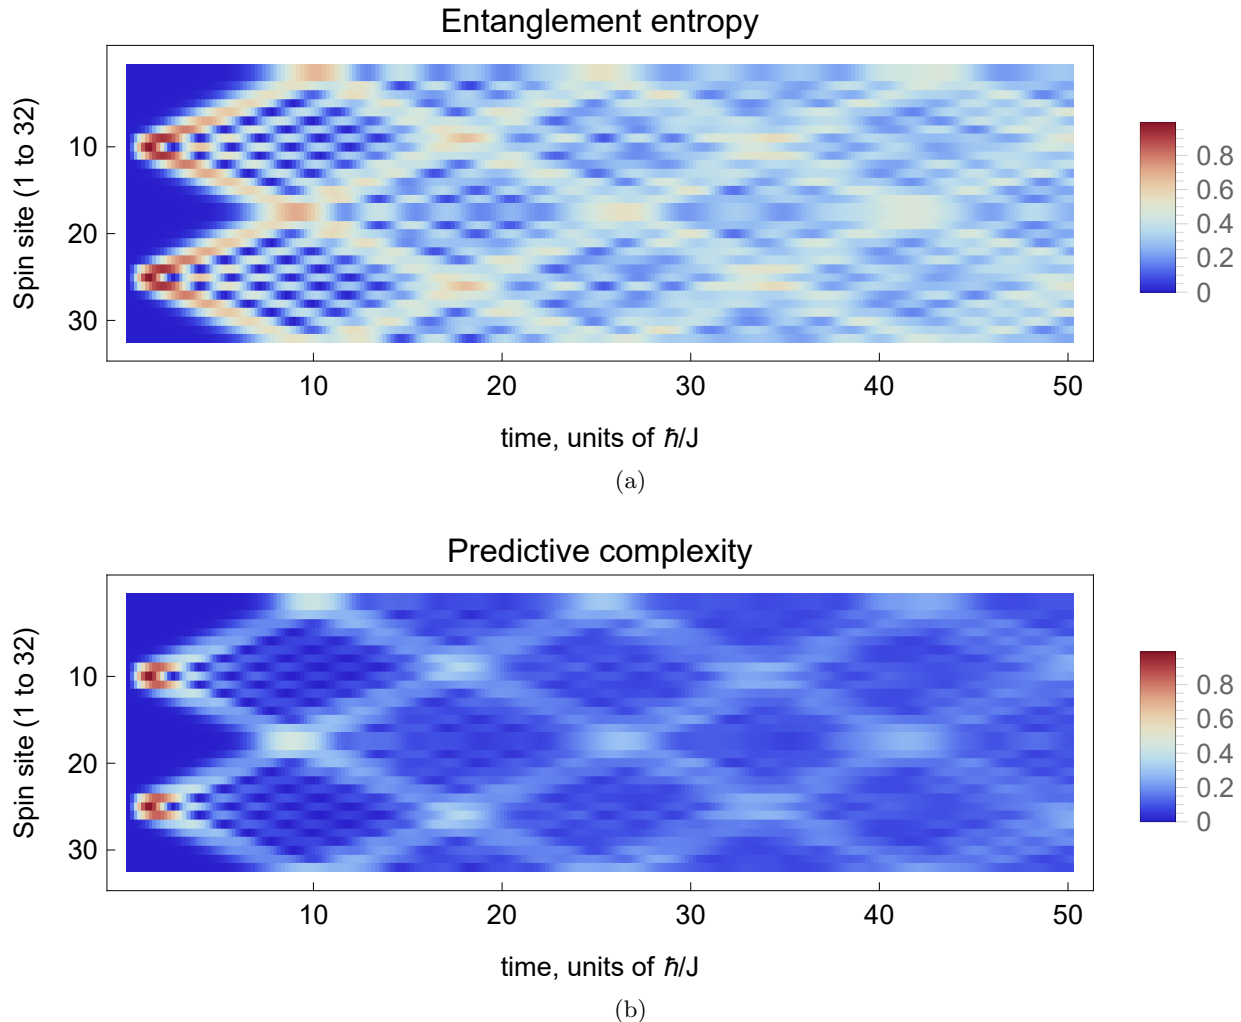 Entanglement entropy
Spin site (1 to 32)
10
20
30
10 20 30 40 50
time, units of ℏ/J
0.8
0.6
0.4
0.2
0
(a)
Predictive complexity
Spin site (1 to 32)
10
20
30
10 20 30 40 50
time, units of ℏ/J
0.8
0.6
0.4
0.2
0
(b)